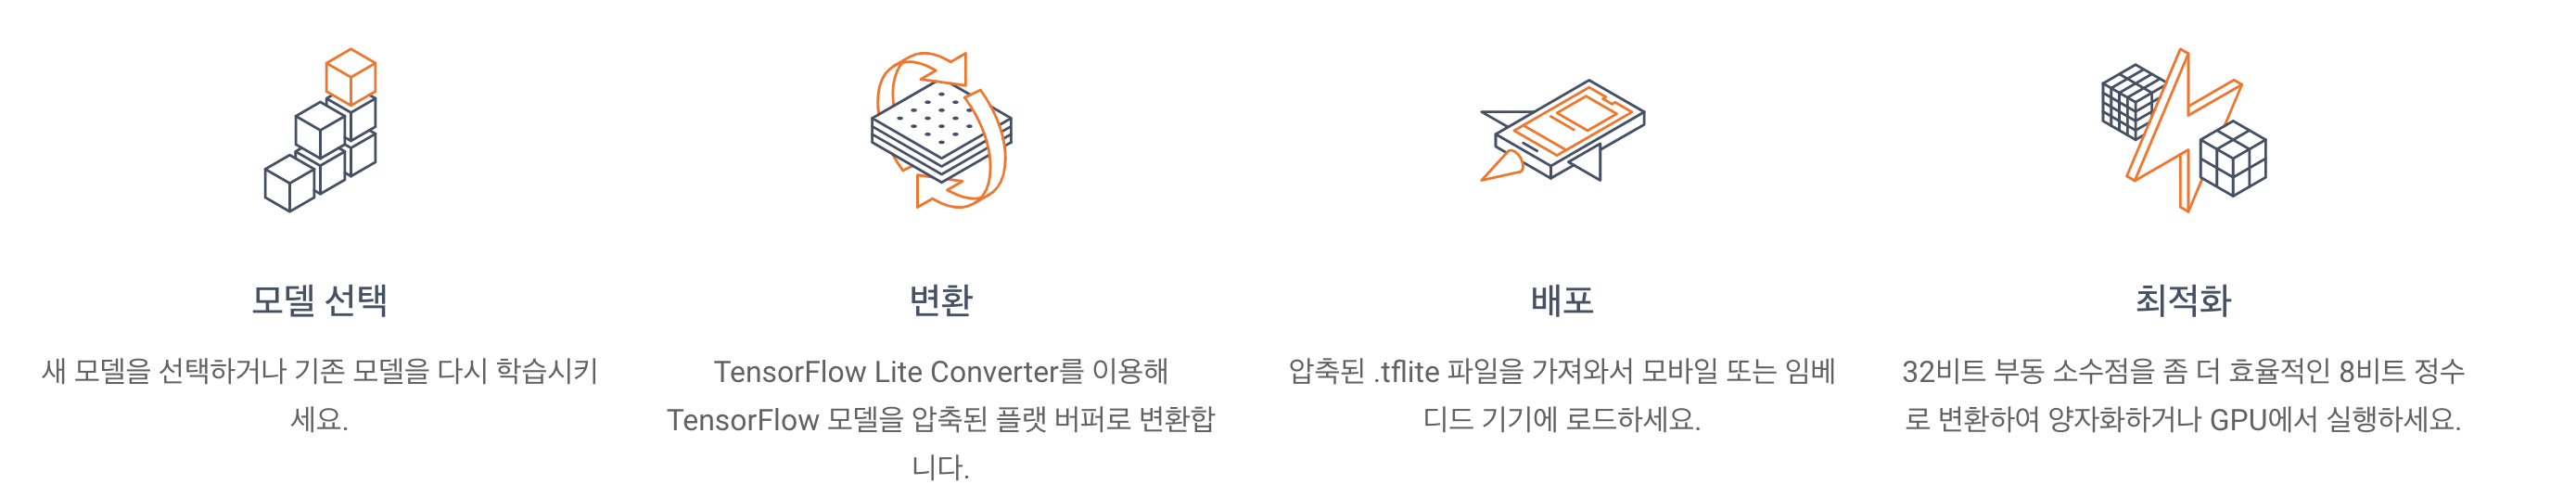 모델 선택
새 모델을 선택하거나 기존 모델을 다시 학습시키
세요.
변환
TensorFlow Lite Converter를 이용해
TensorFlow 모델을 압축된 플랫 버퍼로 변환합
니다.
배포
압축된 .tflite 파일을 가져와서 모바일 또는 임베
디드 기기에 로드하세요.
최적화
32비트 부동 소수점을 좀 더 효율적인 8비트 정수
로 변환하여 양자화하거나 GPU에서 실행하세요.